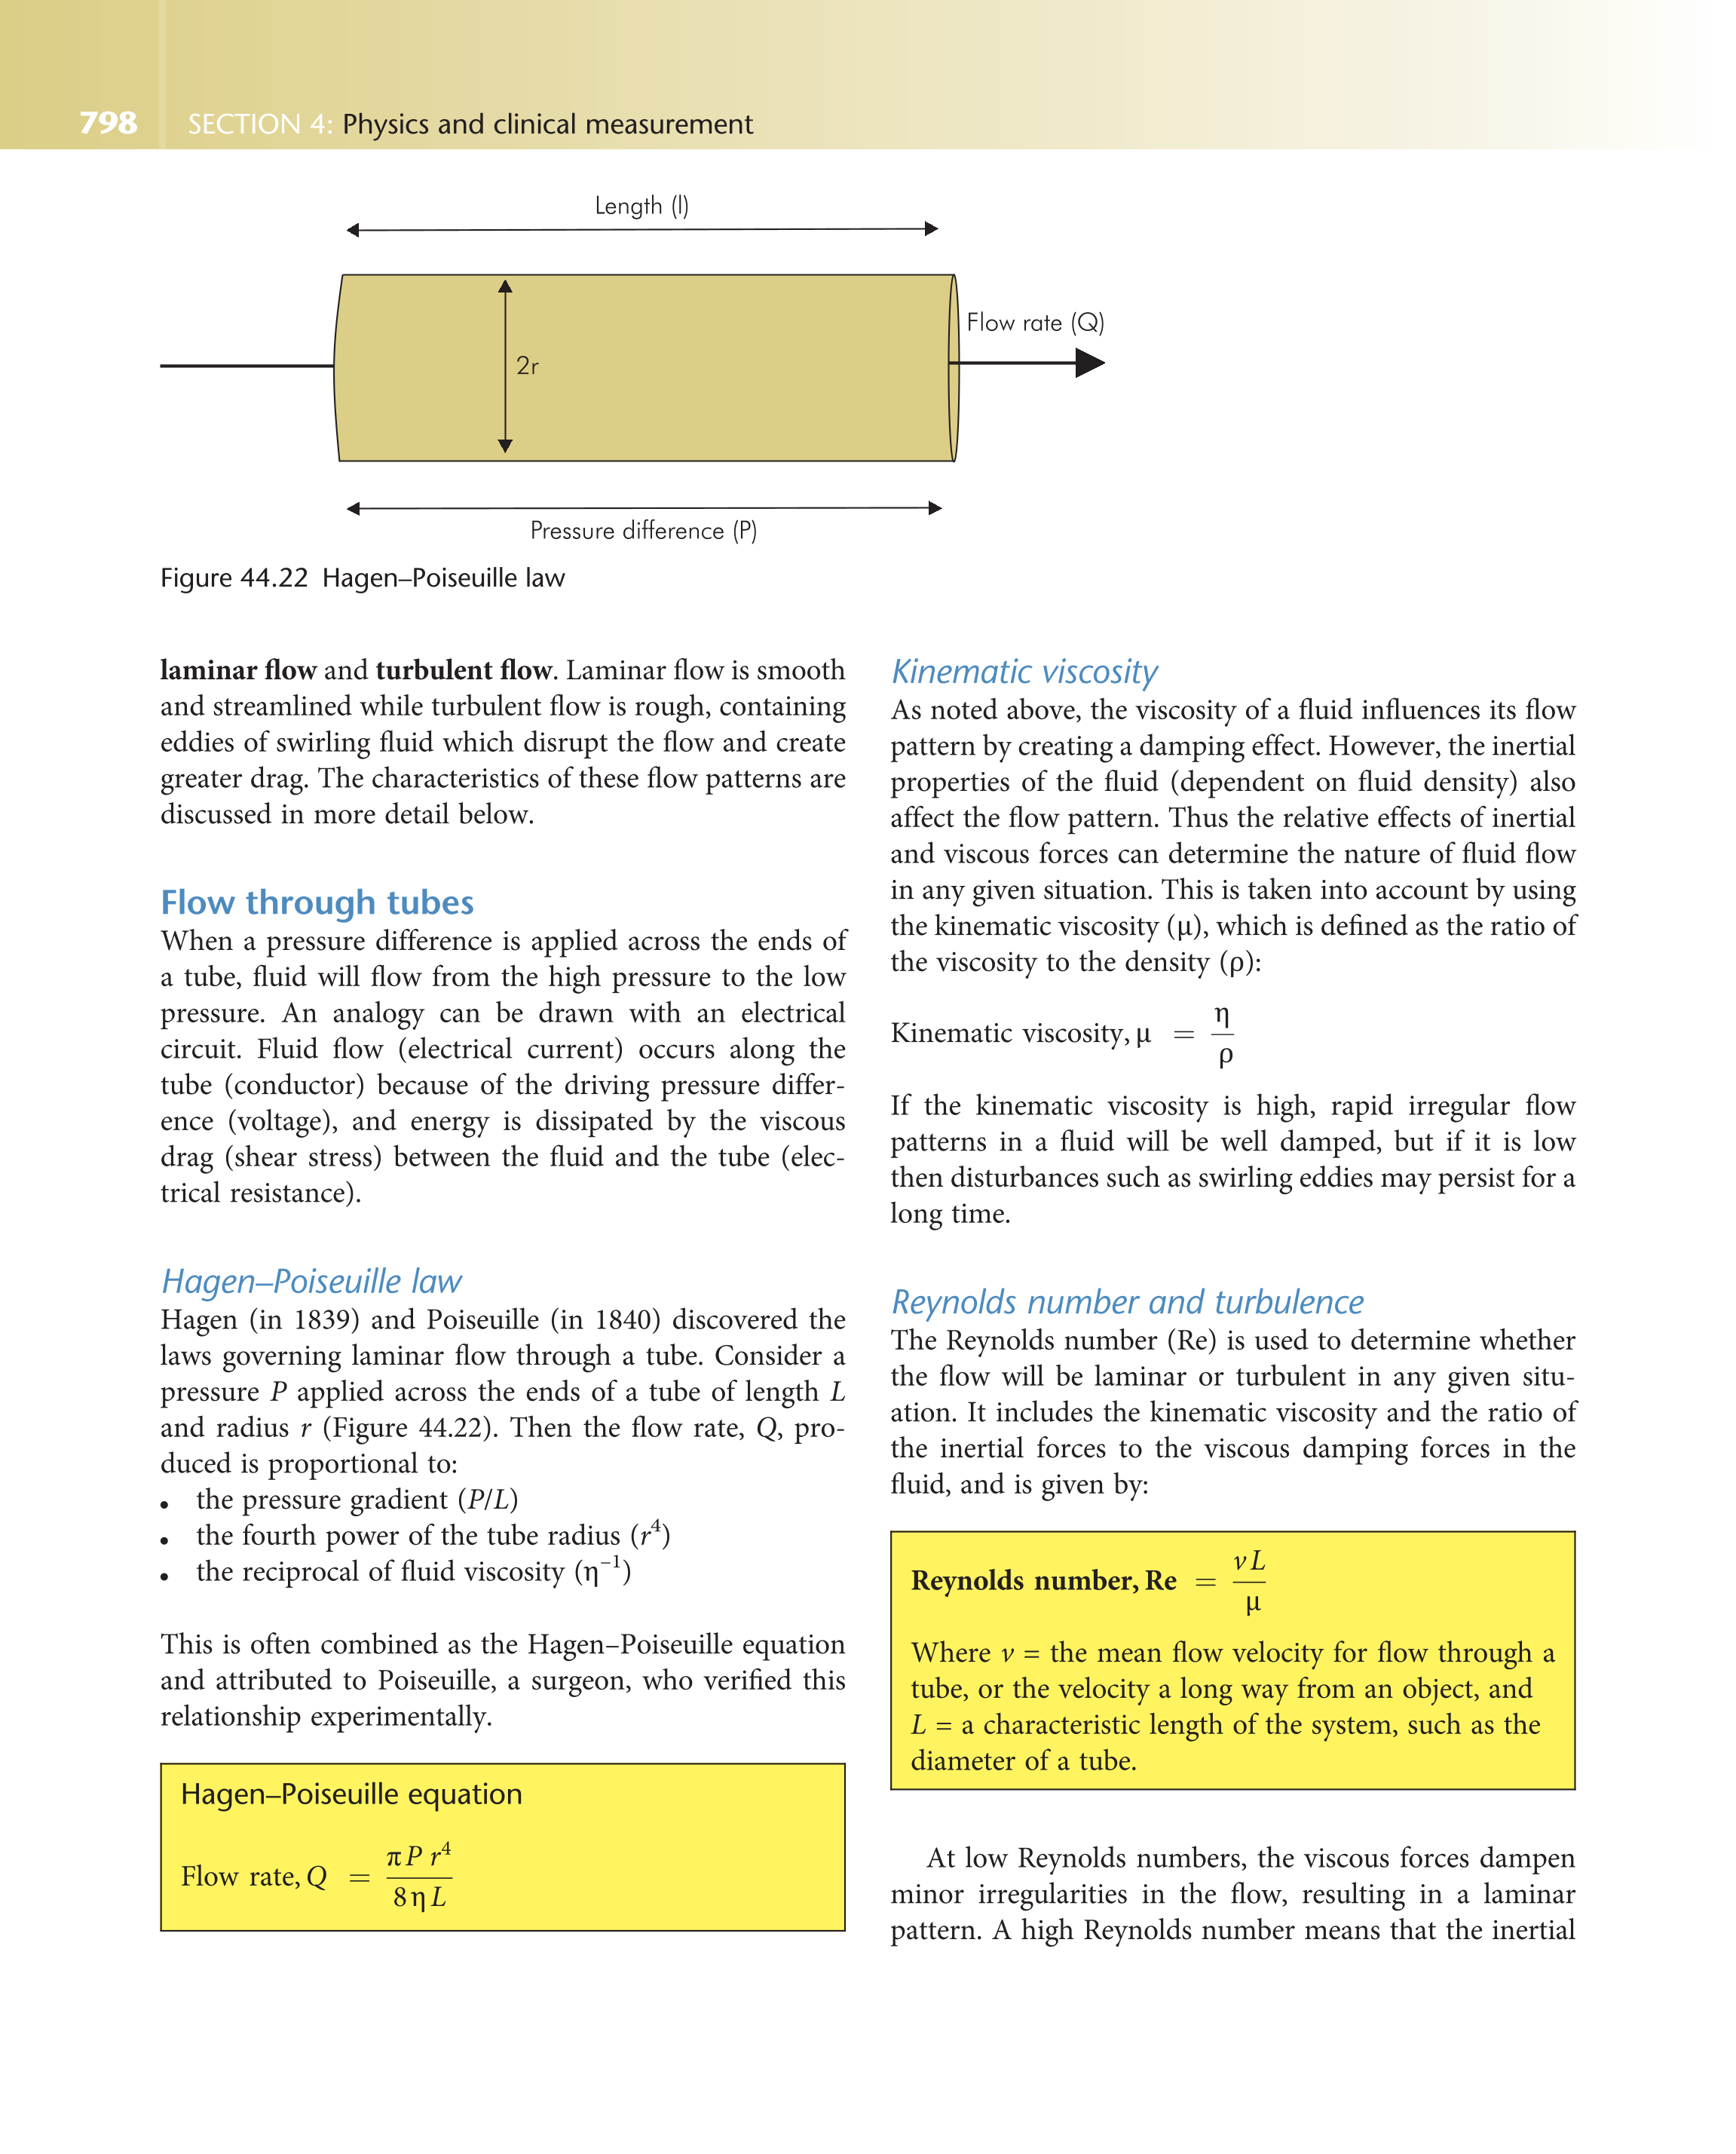 798 SECTION 4: Physics and clinical measurement
Length (l)
Flow rate (Q)
2r
Pressure difference (P)
Figure 44.22 Hagen–Poiseuille law
laminar flow and turbulent flow. Laminar flow is smooth
and streamlined while turbulent flow is rough, containing
eddies of swirling fluid which disrupt the flow and create
greater drag. The characteristics of these flow patterns are
discussed in more detail below.
Flow through tubes
When a pressure difference is applied across the ends of
a tube, fluid will flow from the high pressure to the low
pressure. An analogy can be drawn with an electrical
circuit. Fluid flow (electrical current) occurs along the
tube (conductor) because of the driving pressure differ-
ence (voltage), and energy is dissipated by the viscous
drag (shear stress) between the fluid and the tube (elec-
trical resistance).
Hagen–Poiseuille law
Hagen (in 1839) and Poiseuille (in 1840) discovered the
laws governing laminar flow through a tube. Consider a
pressure P applied across the ends of a tube of length L
and radius r (Figure 44.22). Then the flow rate, Q, pro-
duced is proportional to:
• the pressure gradient (P/L)
• the fourth power of the tube radius (r⁴)
• the reciprocal of fluid viscosity (η⁻¹)
This is often combined as the Hagen–Poiseuille equation
and attributed to Poiseuille, a surgeon, who verified this
relationship experimentally.
Hagen–Poiseuille equation
Flow rate, Q = π P r⁴ / 8 η L
Kinematic viscosity
As noted above, the viscosity of a fluid influences its flow
pattern by creating a damping effect. However, the inertial
properties of the fluid (dependent on fluid density) also
affect the flow pattern. Thus the relative effects of inertial
and viscous forces can determine the nature of fluid flow
in any given situation. This is taken into account by using
the kinematic viscosity (μ), which is defined as the ratio of
the viscosity to the density (ρ):
Kinematic viscosity, μ = η / ρ
If the kinematic viscosity is high, rapid irregular flow
patterns in a fluid will be well damped, but if it is low
then disturbances such as swirling eddies may persist for a
long time.
Reynolds number and turbulence
The Reynolds number (Re) is used to determine whether
the flow will be laminar or turbulent in any given situ-
ation. It includes the kinematic viscosity and the ratio of
the inertial forces to the viscous damping forces in the
fluid, and is given by:
Reynolds number, Re = v L / μ
Where v = the mean flow velocity for flow through a
tube, or the velocity a long way from an object, and
L = a characteristic length of the system, such as the
diameter of a tube.
At low Reynolds numbers, the viscous forces dampen
minor irregularities in the flow, resulting in a laminar
pattern. A high Reynolds number means that the inertial